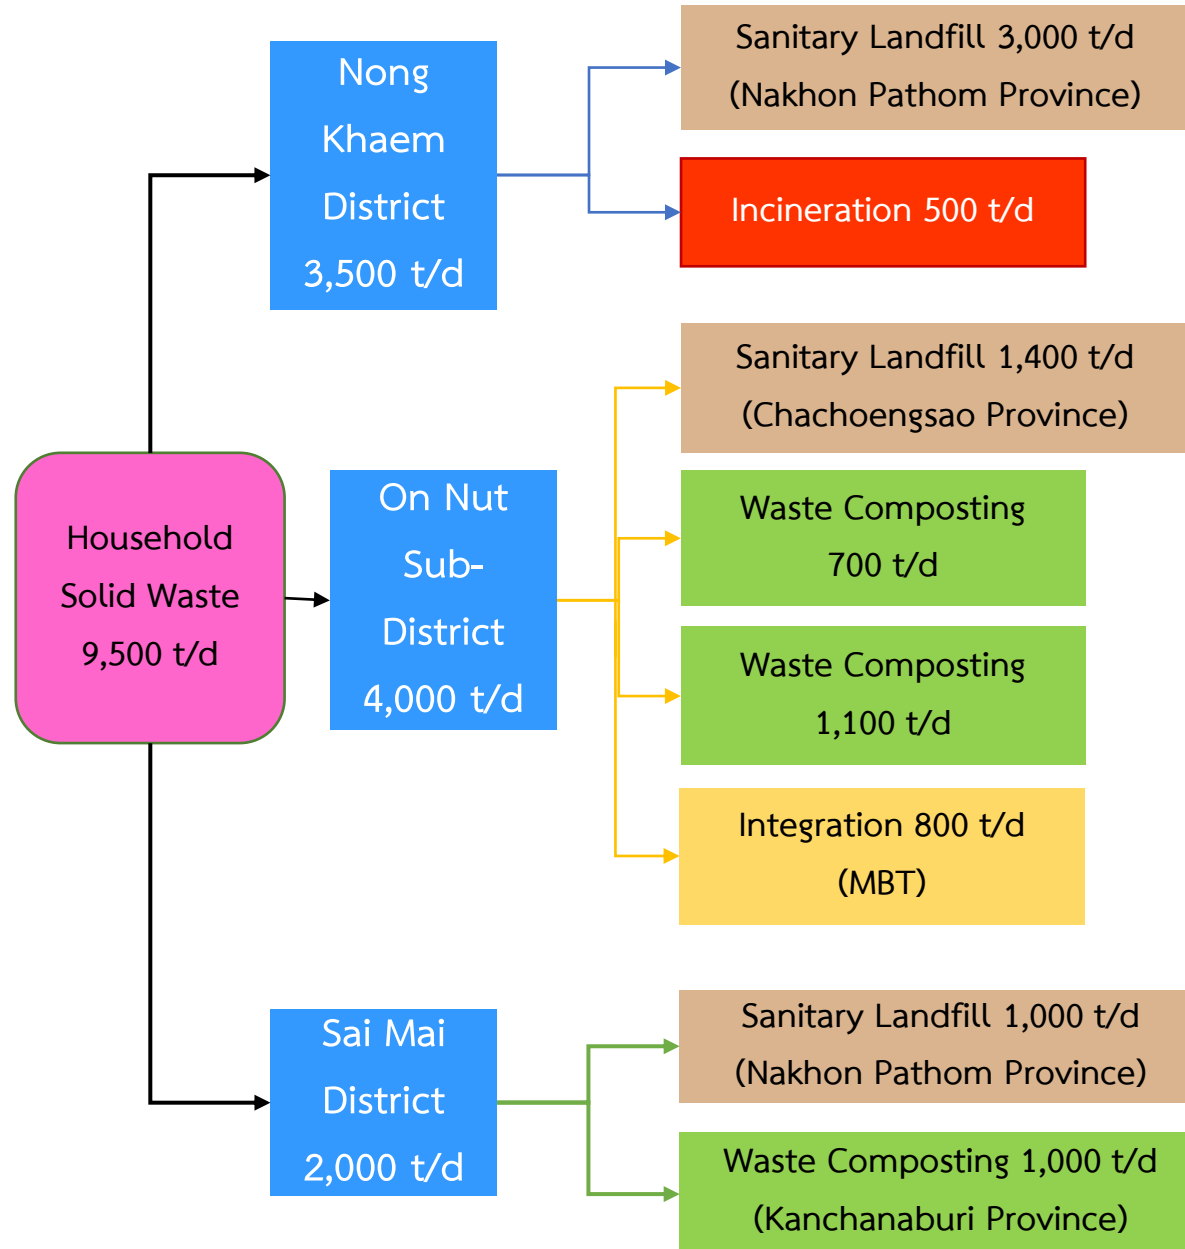 Household
Solid Waste
9,500 t/d
Nong
Khaem
District
3,500 t/d
Sanitary Landfill 3,000 t/d
(Nakhon Pathom Province)
Incineration 500 t/d
On Nut
Sub-
District
4,000 t/d
Sanitary Landfill 1,400 t/d
(Chachoengsao Province)
Waste Composting
700 t/d
Waste Composting
1,100 t/d
Integration 800 t/d
(MBT)
Sai Mai
District
2,000 t/d
Sanitary Landfill 1,000 t/d
(Nakhon Pathom Province)
Waste Composting 1,000 t/d
(Kanchanaburi Province)